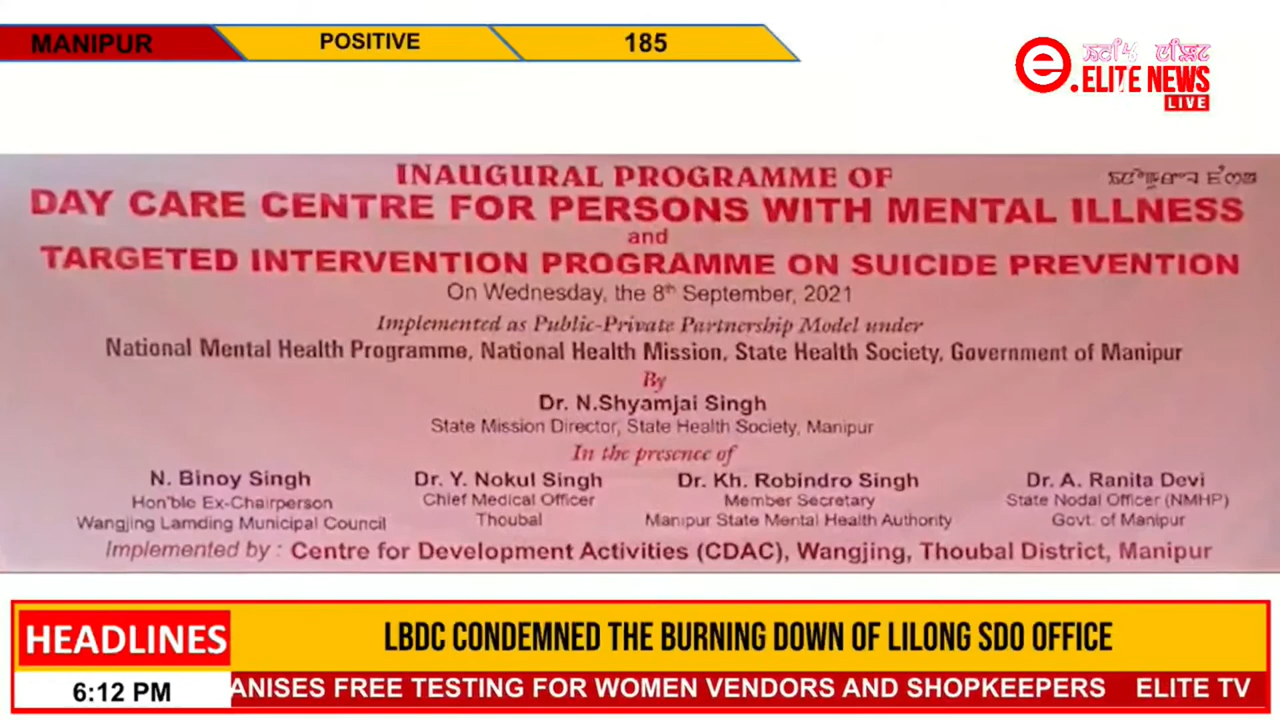 MANIPUR POSITIVE 185
e.ELITE NEWS
LIVE
INAUGURAL PROGRAMME OF
DAY CARE CENTRE FOR PERSONS WITH MENTAL ILLNESS
and
TARGETED INTERVENTION PROGRAMME ON SUICIDE PREVENTION
On Wednesday, the 8th September, 2021
Implemented as Public-Private Partnership Model under
National Mental Health Programme, National Health Mission, State Health Society, Government of Manipur
By
Dr. N.Shyamjai Singh
State Mission Director, State Health Society, Manipur
In the presence of
N. Binoy Singh
Hon'ble Ex-Chairperson
Wangjing Lamding Municipal Council
Dr. Y. Nokul Singh
Chief Medical Officer
Thoubal
Dr. Kh. Robindro Singh
Member Secretary
Manipur State Mental Health Authority
Dr. A. Ranita Devi
State Nodal Officer (NMHP)
Govt. of Manipur
Implemented by : Centre for Development Activities (CDAC), Wangjing, Thoubal District, Manipur
HEADLINES
LBDC CONDEMNED THE BURNING DOWN OF LILONG SDO OFFICE
6:12 PM
ANISES FREE TESTING FOR WOMEN VENDORS AND SHOPKEEPERS ELITE TV